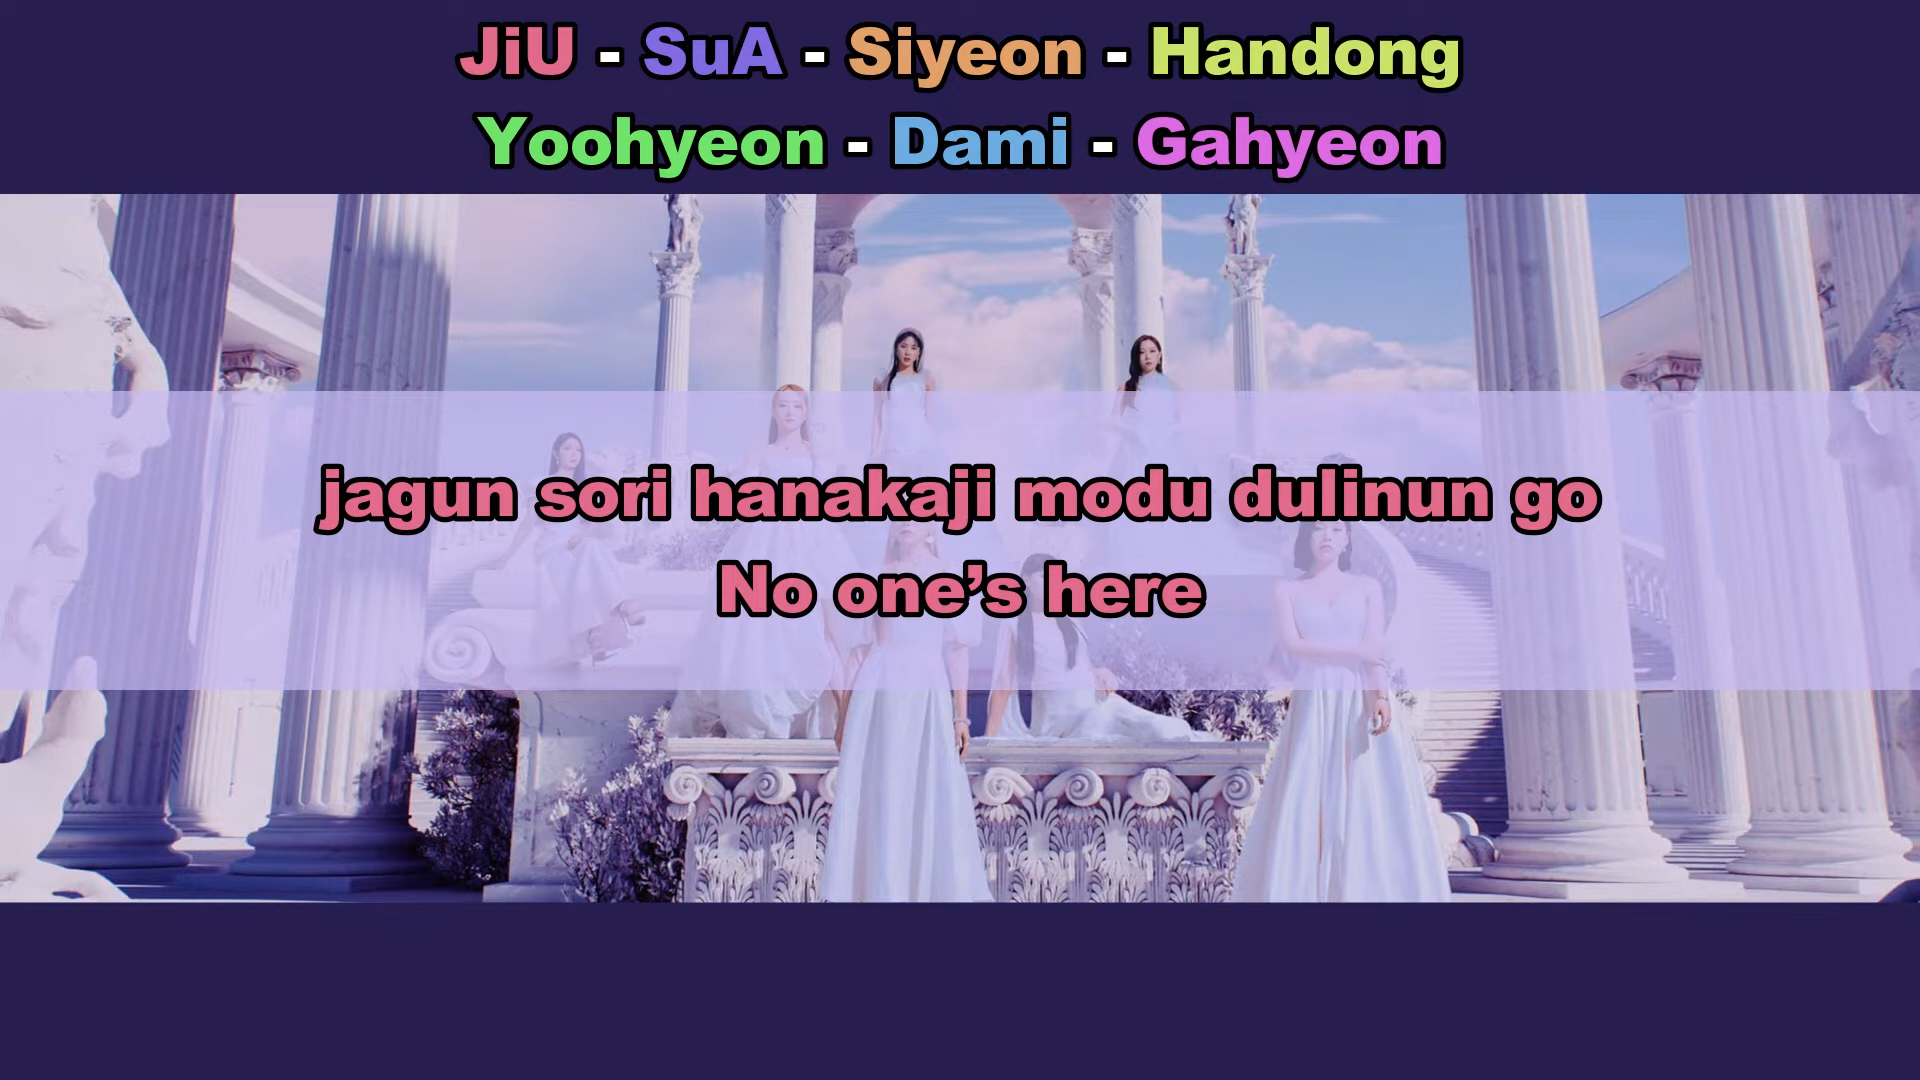 JiU - SuA - Siyeon - Handong
Yoohyeon - Dami - Gahyeon
jagun sori hanakaji modu dulinun go
No one’s here